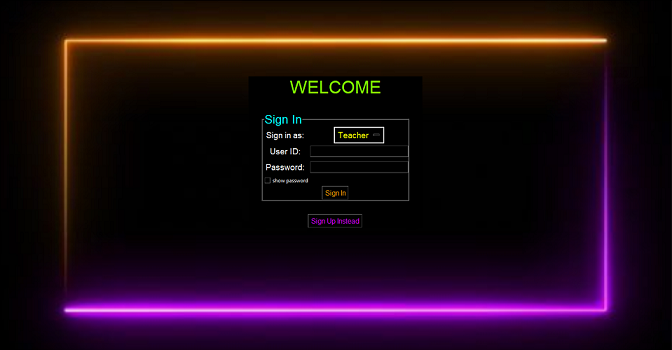 WELCOME
Sign In
Sign in as: Teacher
User ID:
Password:
show password
Sign In
Sign Up Instead